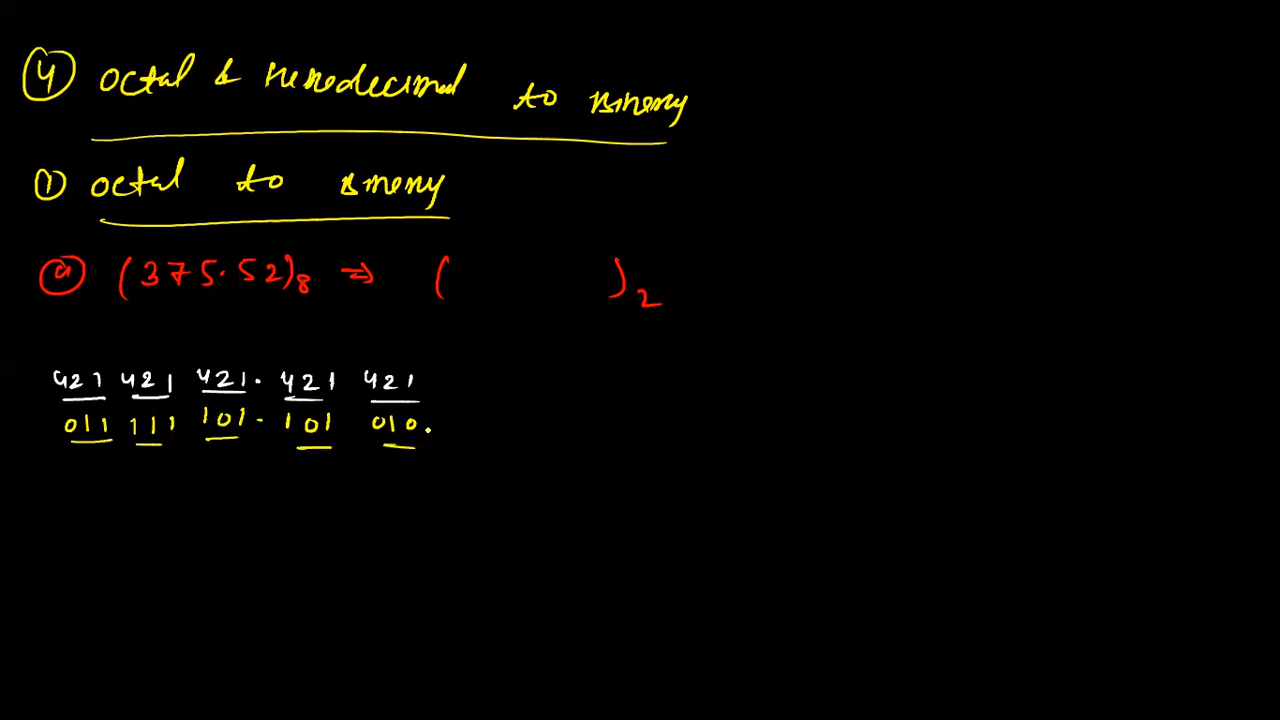 ④ Octal & Hexadecimal to Binary
① Octal to Binary
ⓐ (375.52)₈ ⇒ ( )₂
421 421 421. 421 421
011 111 101. 101 010.